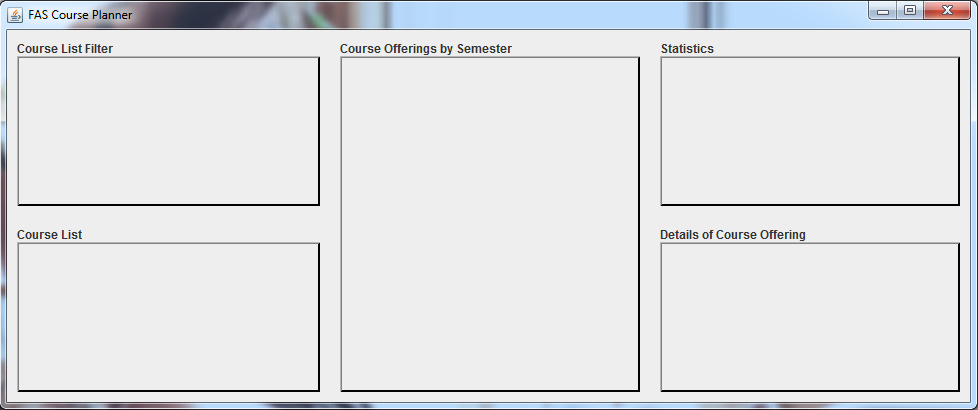 FAS Course Planner
Course List Filter
Course Offerings by Semester
Statistics
Course List
Details of Course Offering